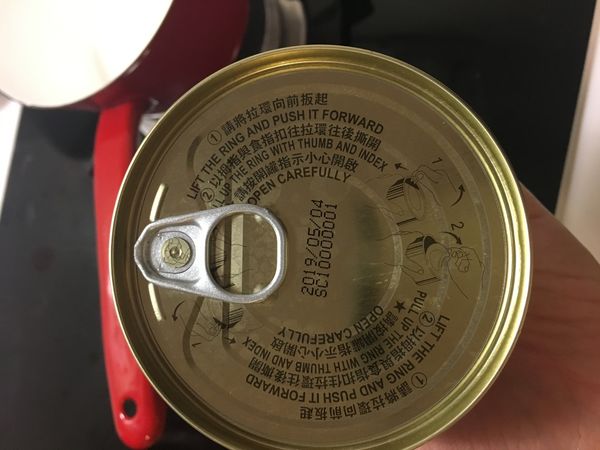 ① 請將拉環向前扳起
LIFT THE RING AND PUSH IT FORWARD
② 以拇指與食指扣住拉環往後撕開
PULL UP THE RING WITH THUMB AND INDEX
請按開罐指示小心開啟
OPEN CAREFULLY
1
2
2019/05/04
SC10000001
① 請將拉環向前扳起
LIFT THE RING AND PUSH IT FORWARD
② 以拇指與食指扣住拉環往後撕開
PULL UP THE RING WITH THUMB AND INDEX
★ 請按開罐指示小心開啟
OPEN CAREFULLY